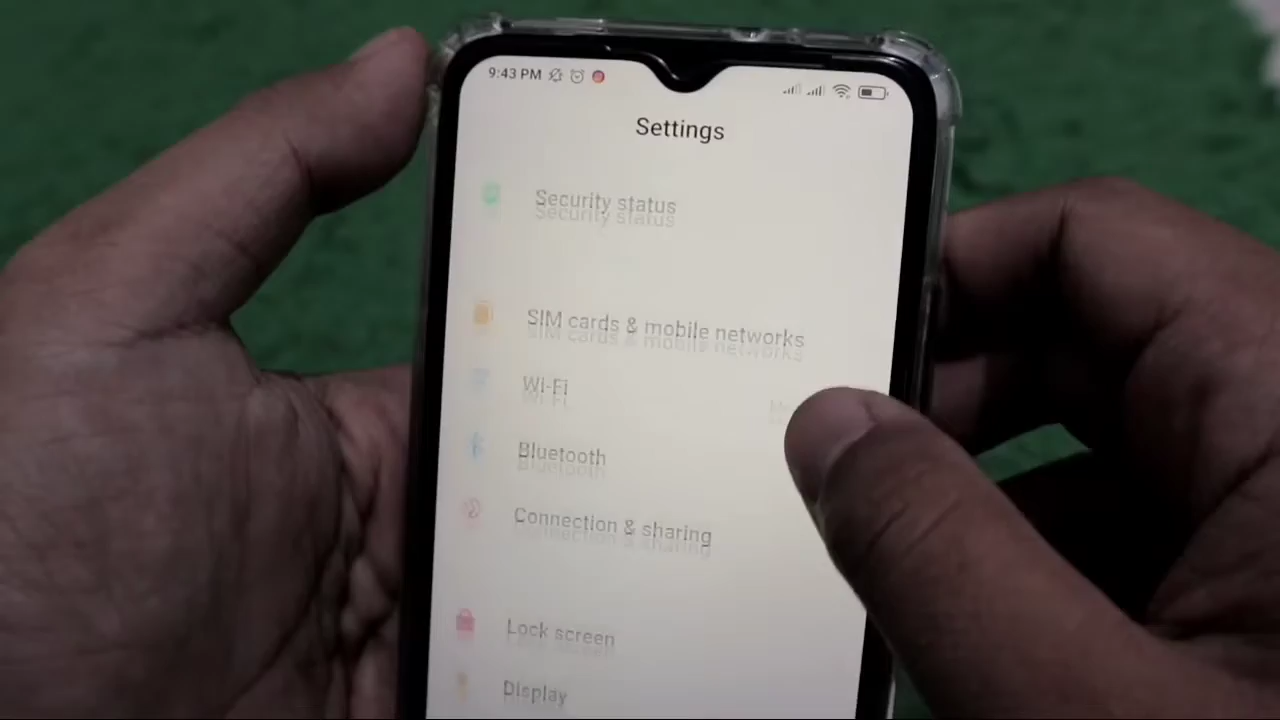 9:43 PM
Settings
Security status
SIM cards & mobile networks
Wi-Fi
Bluetooth
Connection & sharing
Lock screen
Display